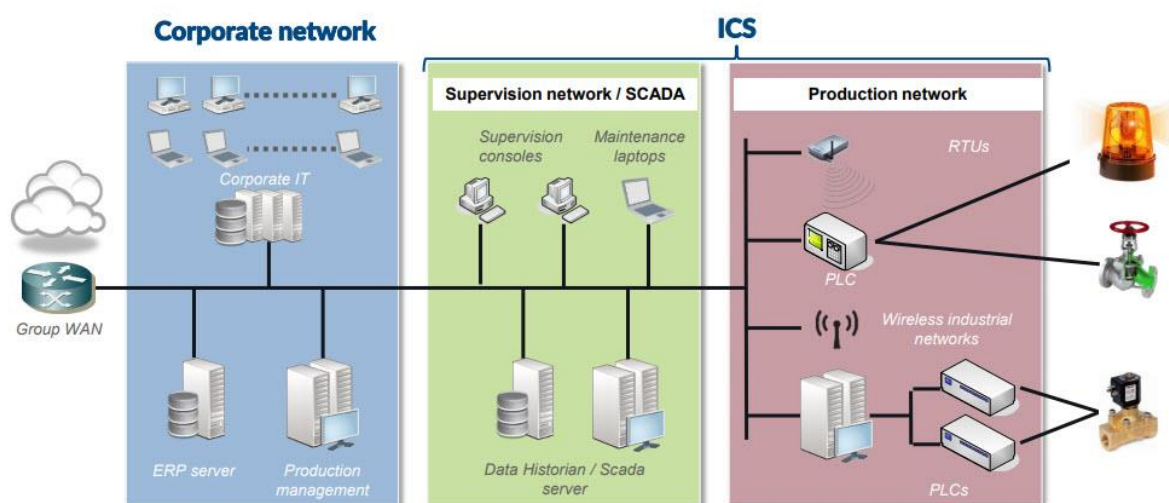 Corporate network
ICS
Supervision network / SCADA
Production network
Supervision
consoles
Maintenance
laptops
RTUs
Corporate IT
PLC
Group WAN
Wireless industrial
networks
ERP server
Production
management
Data Historian / Scada
server
PLCs